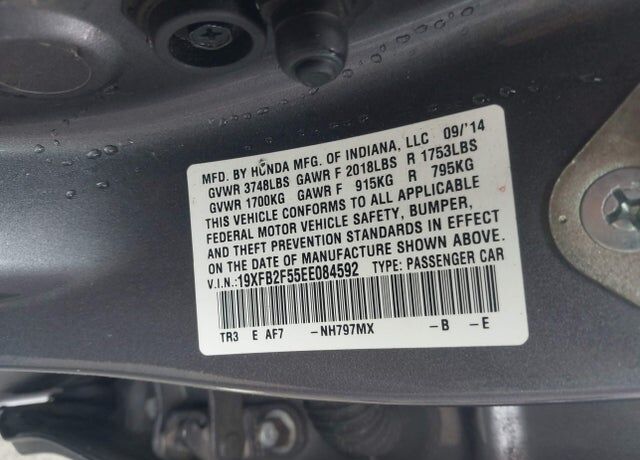 MFD. BY HONDA MFG. OF INDIANA, LLC 09/'14
GVWR 3748LBS GAWR F 2018LBS R 1753LBS
GVWR 1700KG GAWR F 915KG R 795KG
THIS VEHICLE CONFORMS TO ALL APPLICABLE
FEDERAL MOTOR VEHICLE SAFETY, BUMPER,
AND THEFT PREVENTION STANDARDS IN EFFECT
ON THE DATE OF MANUFACTURE SHOWN ABOVE.
V.I.N.:19XFB2F55EE084592 TYPE: PASSENGER CAR
TR3 E AF7 -NH797MX -B -E